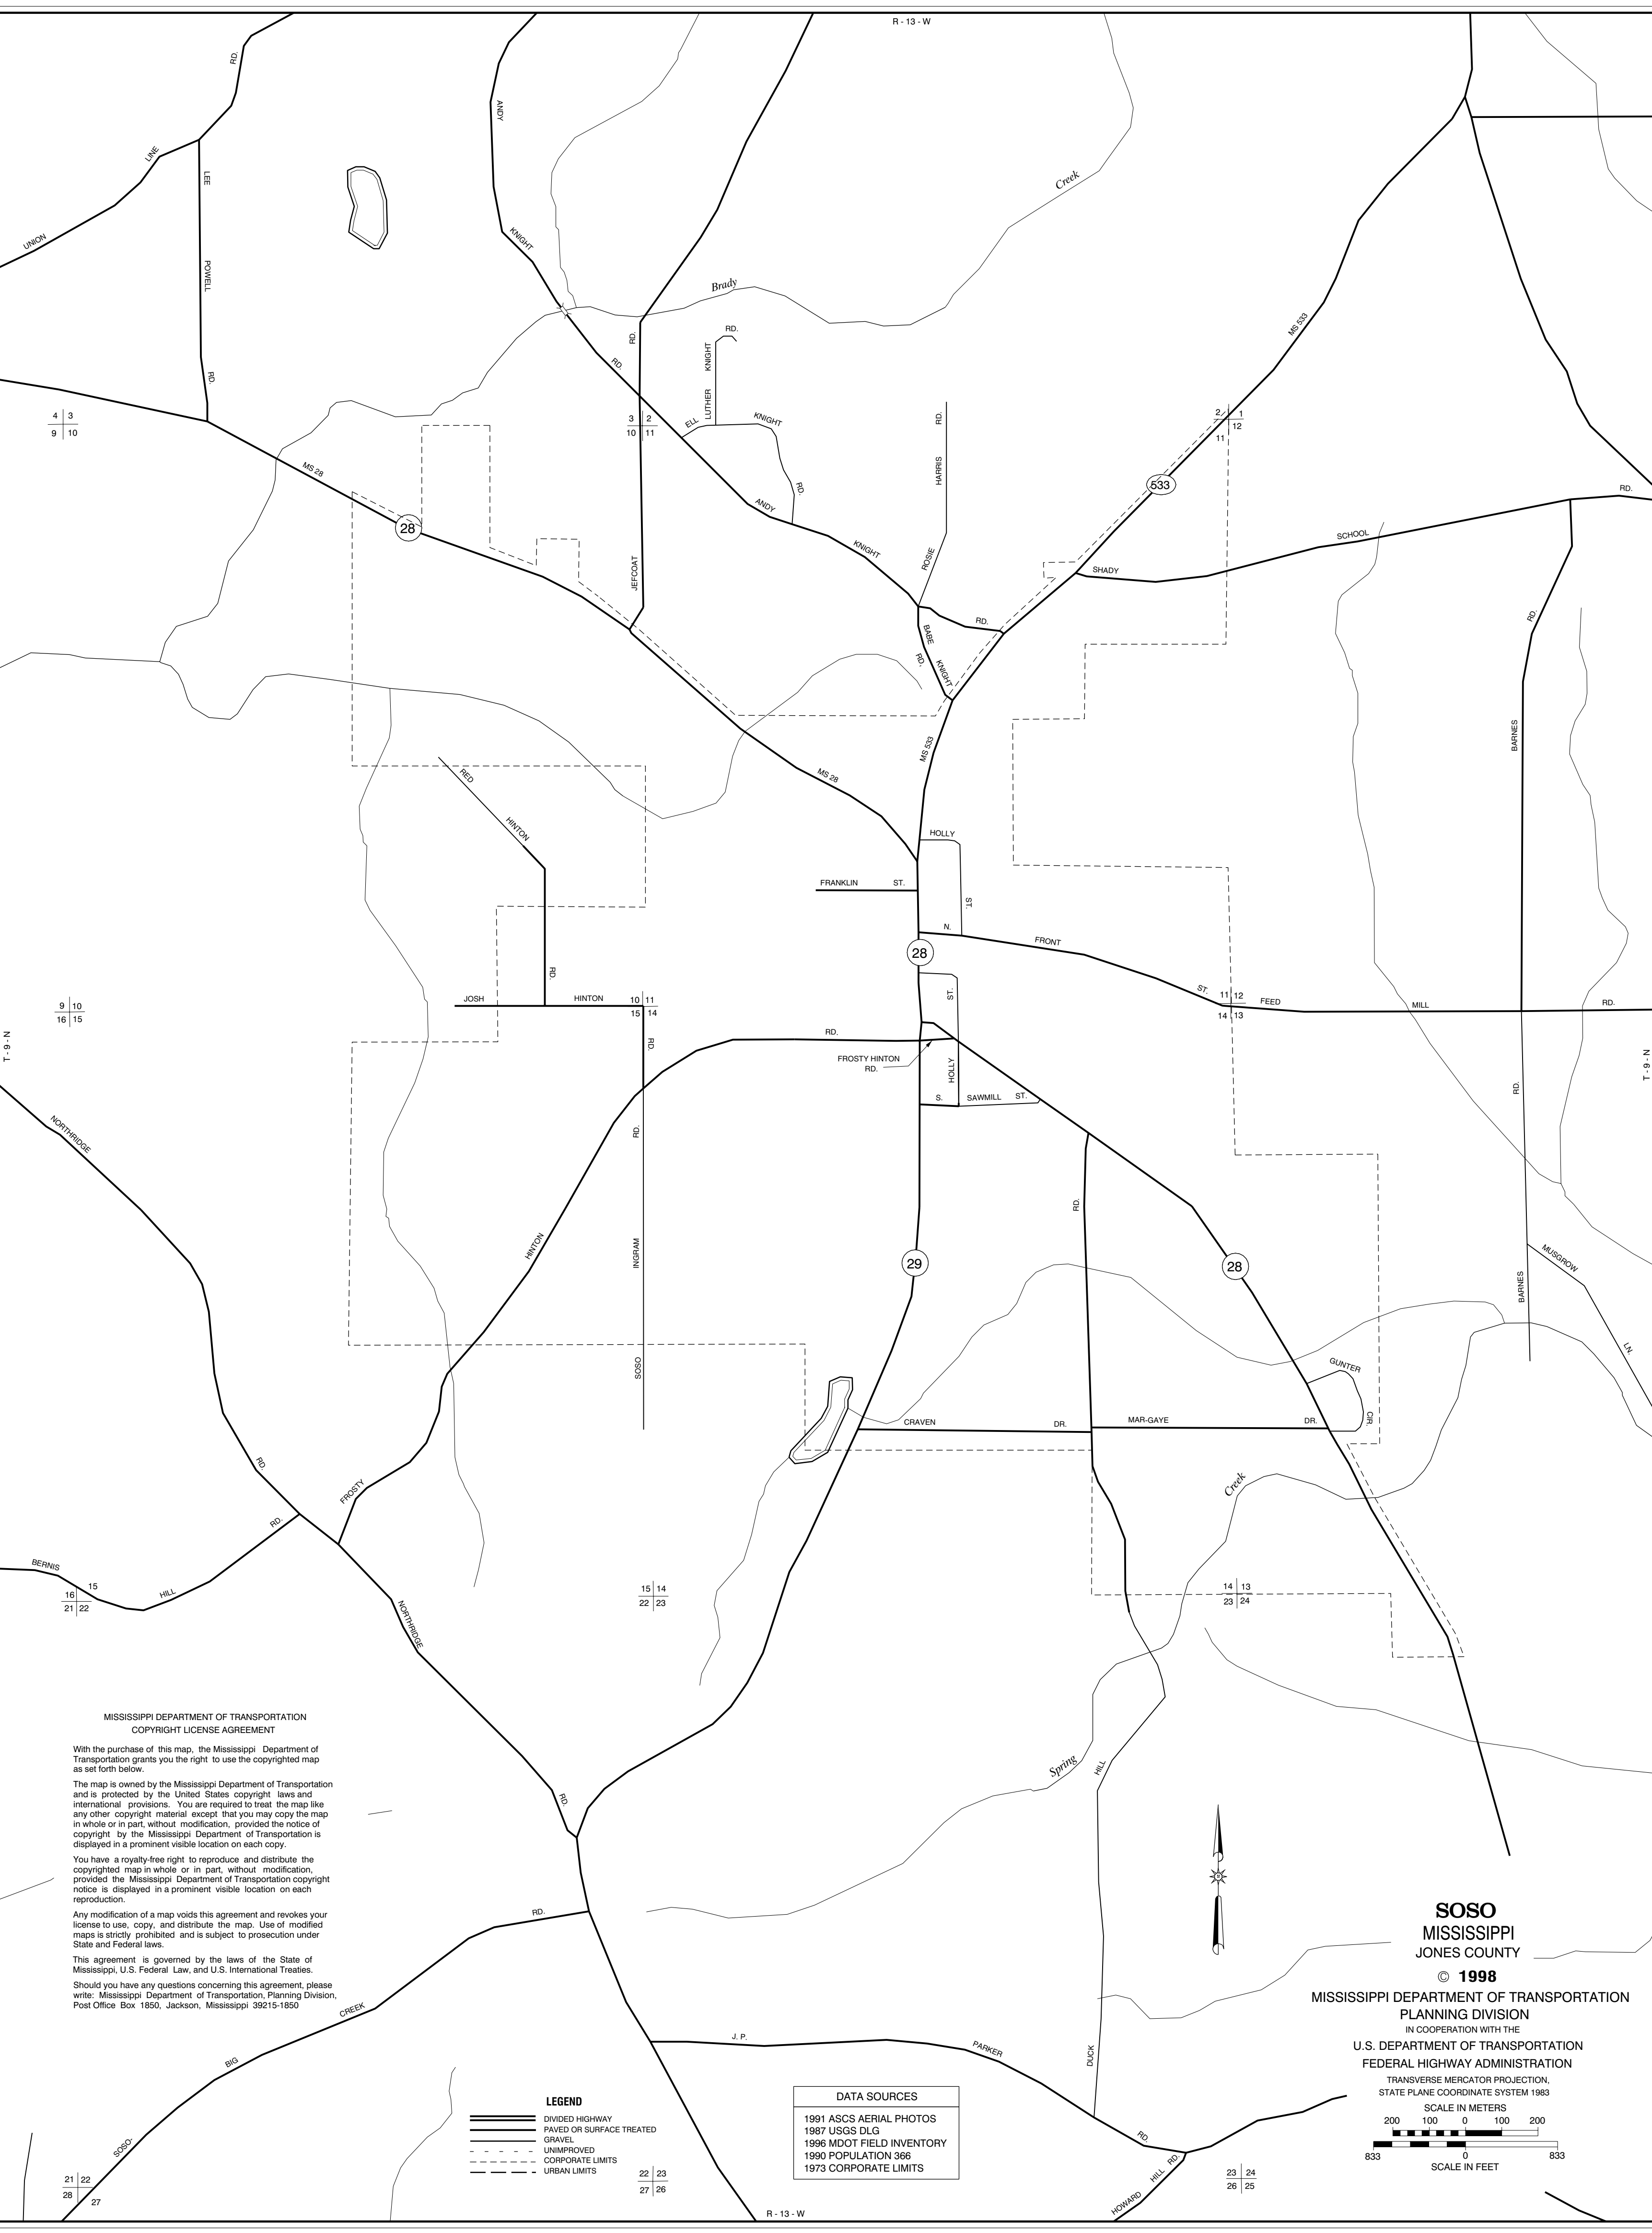 R - 13 - W
RD.
LINE
UNION
LEE
POWELL
RD.
ANDY
KNIGHT
RD.
Creek
Brady
RD.
JEFCOAT
RD.
LUTHER KNIGHT
ELL
KNIGHT
RD.
ANDY
KNIGHT
RD.
HARRIS
RD.
ROSIE
BABE
KNIGHT
RD.
MS 533
533
MS 533
SHADY
SCHOOL
RD.
4 3
9 10
3 2
10 11
2 1
11 12
MS 28
28
MS 28
RD.
BARNES
RED
HINTON
RD.
HOLLY
ST.
FRANKLIN ST.
N.
FRONT
ST.
28
JOSH HINTON
RD.
9 10
16 15
10 11
15 14
11 12
14 13
FEED
MILL
RD.
T - 9 - N
T - 9 - N
ST.
HOLLY
RD.
FROSTY HINTON
RD.
S.
SAWMILL ST.
RD.
INGRAM
SOSO
HINTON
FROSTY
NORTHRIDGE
RD.
29
28
RD.
RD.
BARNES
MUSGROW
LN.
GUNTER
CIR.
CRAVEN DR.
MAR-GAYE DR.
Creek
Spring
BERNIS
HILL
RD.
16 15
21 22
15 14
22 23
14 13
23 24
NORTHRIDGE
RD.
HILL
DUCK
MISSISSIPPI DEPARTMENT OF TRANSPORTATION
COPYRIGHT LICENSE AGREEMENT
With the purchase of this map, the Mississippi Department of
Transportation grants you the right to use the copyrighted map
as set forth below.
The map is owned by the Mississippi Department of Transportation
and is protected by the United States copyright laws and
international provisions. You are required to treat the map like
any other copyright material except that you may copy the map
in whole or in part, without modification, provided the notice of
copyright by the Mississippi Department of Transportation is
displayed in a prominent visible location on each copy.
You have a royalty-free right to reproduce and distribute the
copyrighted map in whole or in part, without modification,
provided the Mississippi Department of Transportation copyright
notice is displayed in a prominent visible location on each
reproduction.
Any modification of a map voids this agreement and revokes your
license to use, copy, and distribute the map. Use of modified
maps is strictly prohibited and is subject to prosecution under
State and Federal laws.
This agreement is governed by the laws of the State of
Mississippi, U.S. Federal Law, and U.S. International Treaties.
Should you have any questions concerning this agreement, please
write: Mississippi Department of Transportation, Planning Division,
Post Office Box 1850, Jackson, Mississippi 39215-1850
RD.
CREEK
BIG
SOSO-
J. P.
PARKER
RD.
HOWARD
HILL RD.
21 22
28 27
22 23
27 26
23 24
26 25
LEGEND
DIVIDED HIGHWAY
PAVED OR SURFACE TREATED
GRAVEL
UNIMPROVED
CORPORATE LIMITS
URBAN LIMITS
DATA SOURCES
1991 ASCS AERIAL PHOTOS
1987 USGS DLG
1996 MDOT FIELD INVENTORY
1990 POPULATION 366
1973 CORPORATE LIMITS
SOSO
MISSISSIPPI
JONES COUNTY
© 1998
MISSISSIPPI DEPARTMENT OF TRANSPORTATION
PLANNING DIVISION
IN COOPERATION WITH THE
U.S. DEPARTMENT OF TRANSPORTATION
FEDERAL HIGHWAY ADMINISTRATION
TRANSVERSE MERCATOR PROJECTION,
STATE PLANE COORDINATE SYSTEM 1983
SCALE IN METERS
200 100 0 100 200
833 0 833
SCALE IN FEET
R - 13 - W